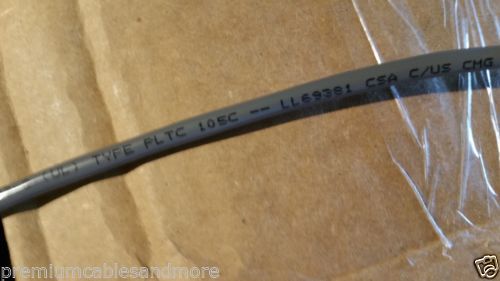 (UL) TYPE PLTC 105C -- LL69381 CSA C/US CMG
premiumcablesandmore